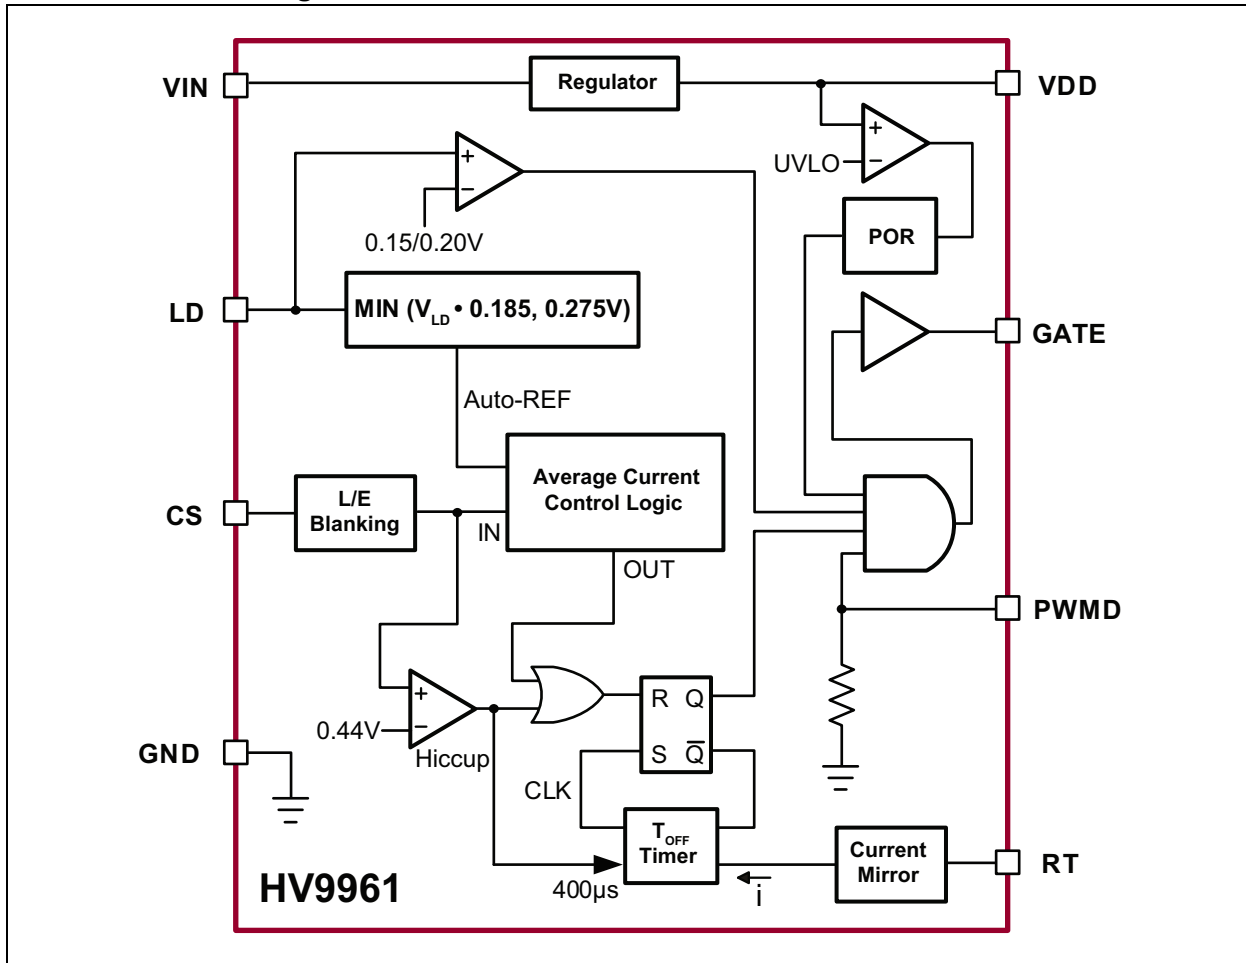 g
VIN
Regulator
VDD
+
−
UVLO
+
−
0.15/0.20V
POR
LD
MIN (VLD • 0.185, 0.275V)
GATE
Auto-REF
Average Current
Control Logic
L/E
Blanking
CS
IN
OUT
PWMD
+
−
0.44V
Hiccup
R Q
S Q̅
GND
CLK
TOFF
Timer
400µs
i
Current
Mirror
RT
HV9961